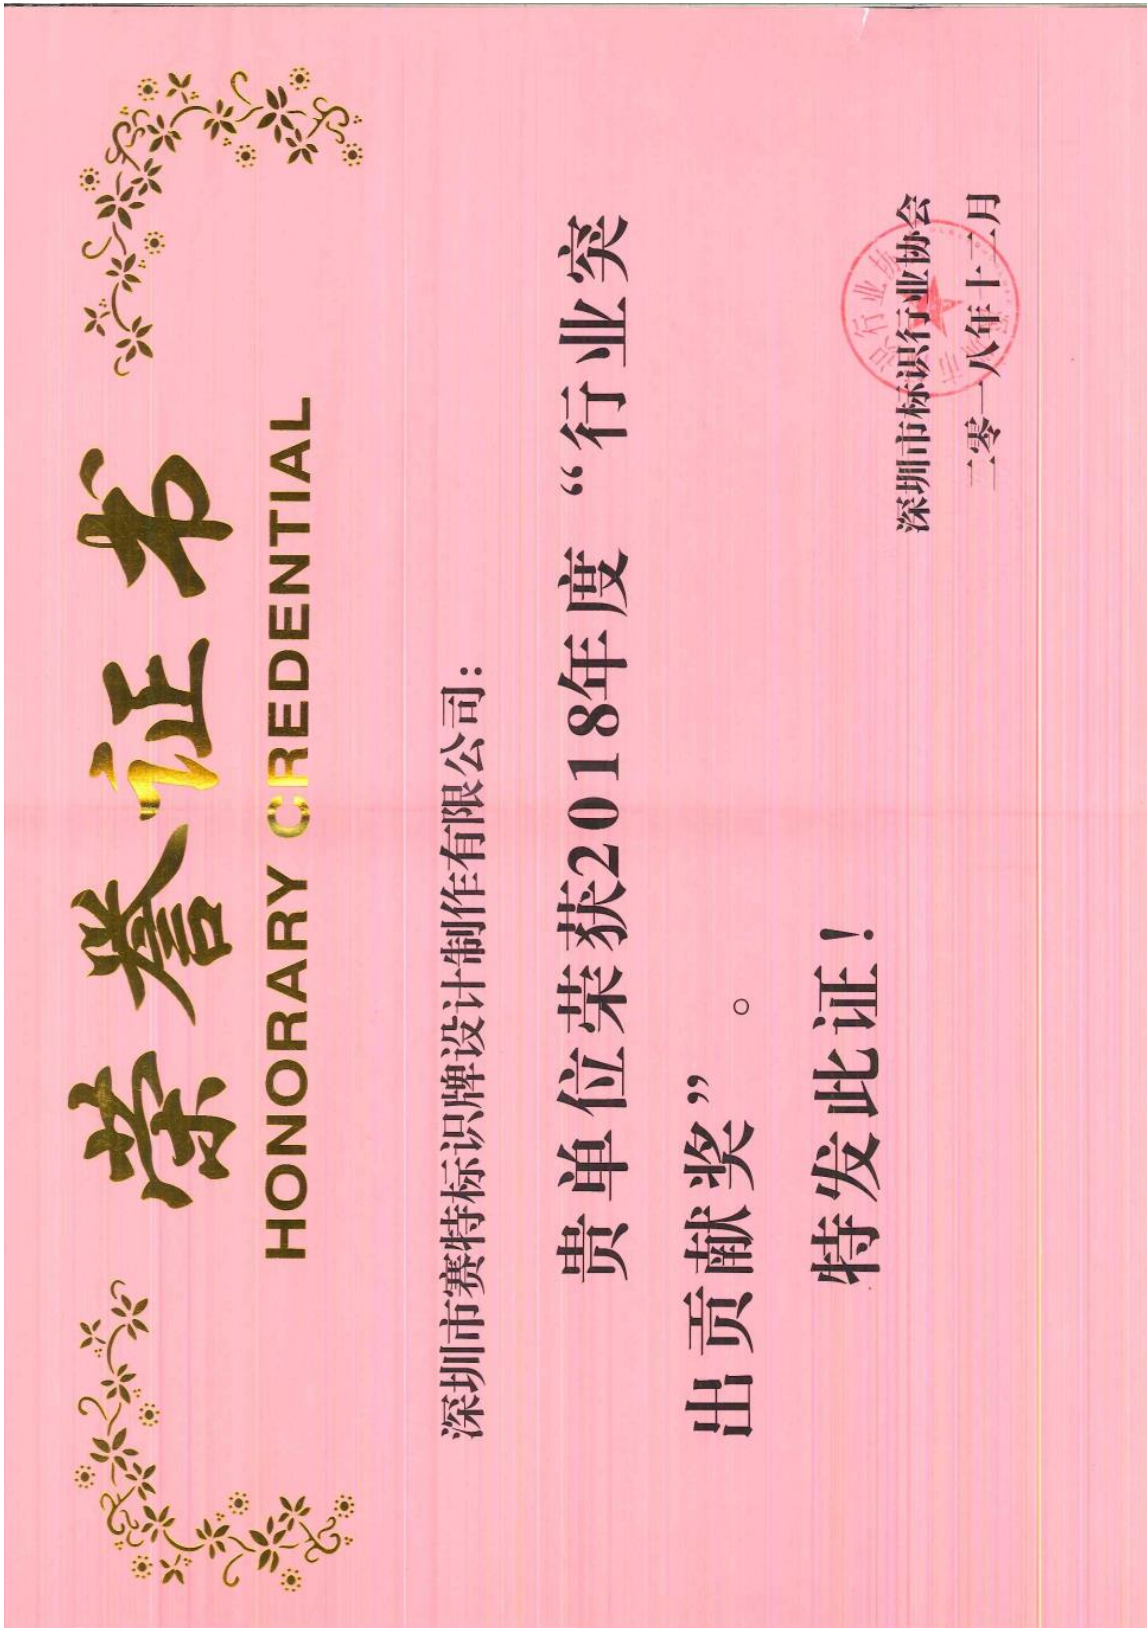 荣誉证书
HONORARY CREDENTIAL
深圳市赛特标识牌设计制作有限公司：
贵单位荣获2018年度“行业突
出贡献奖”。
特发此证！
深圳市标识行业协会
二零一八年十二月